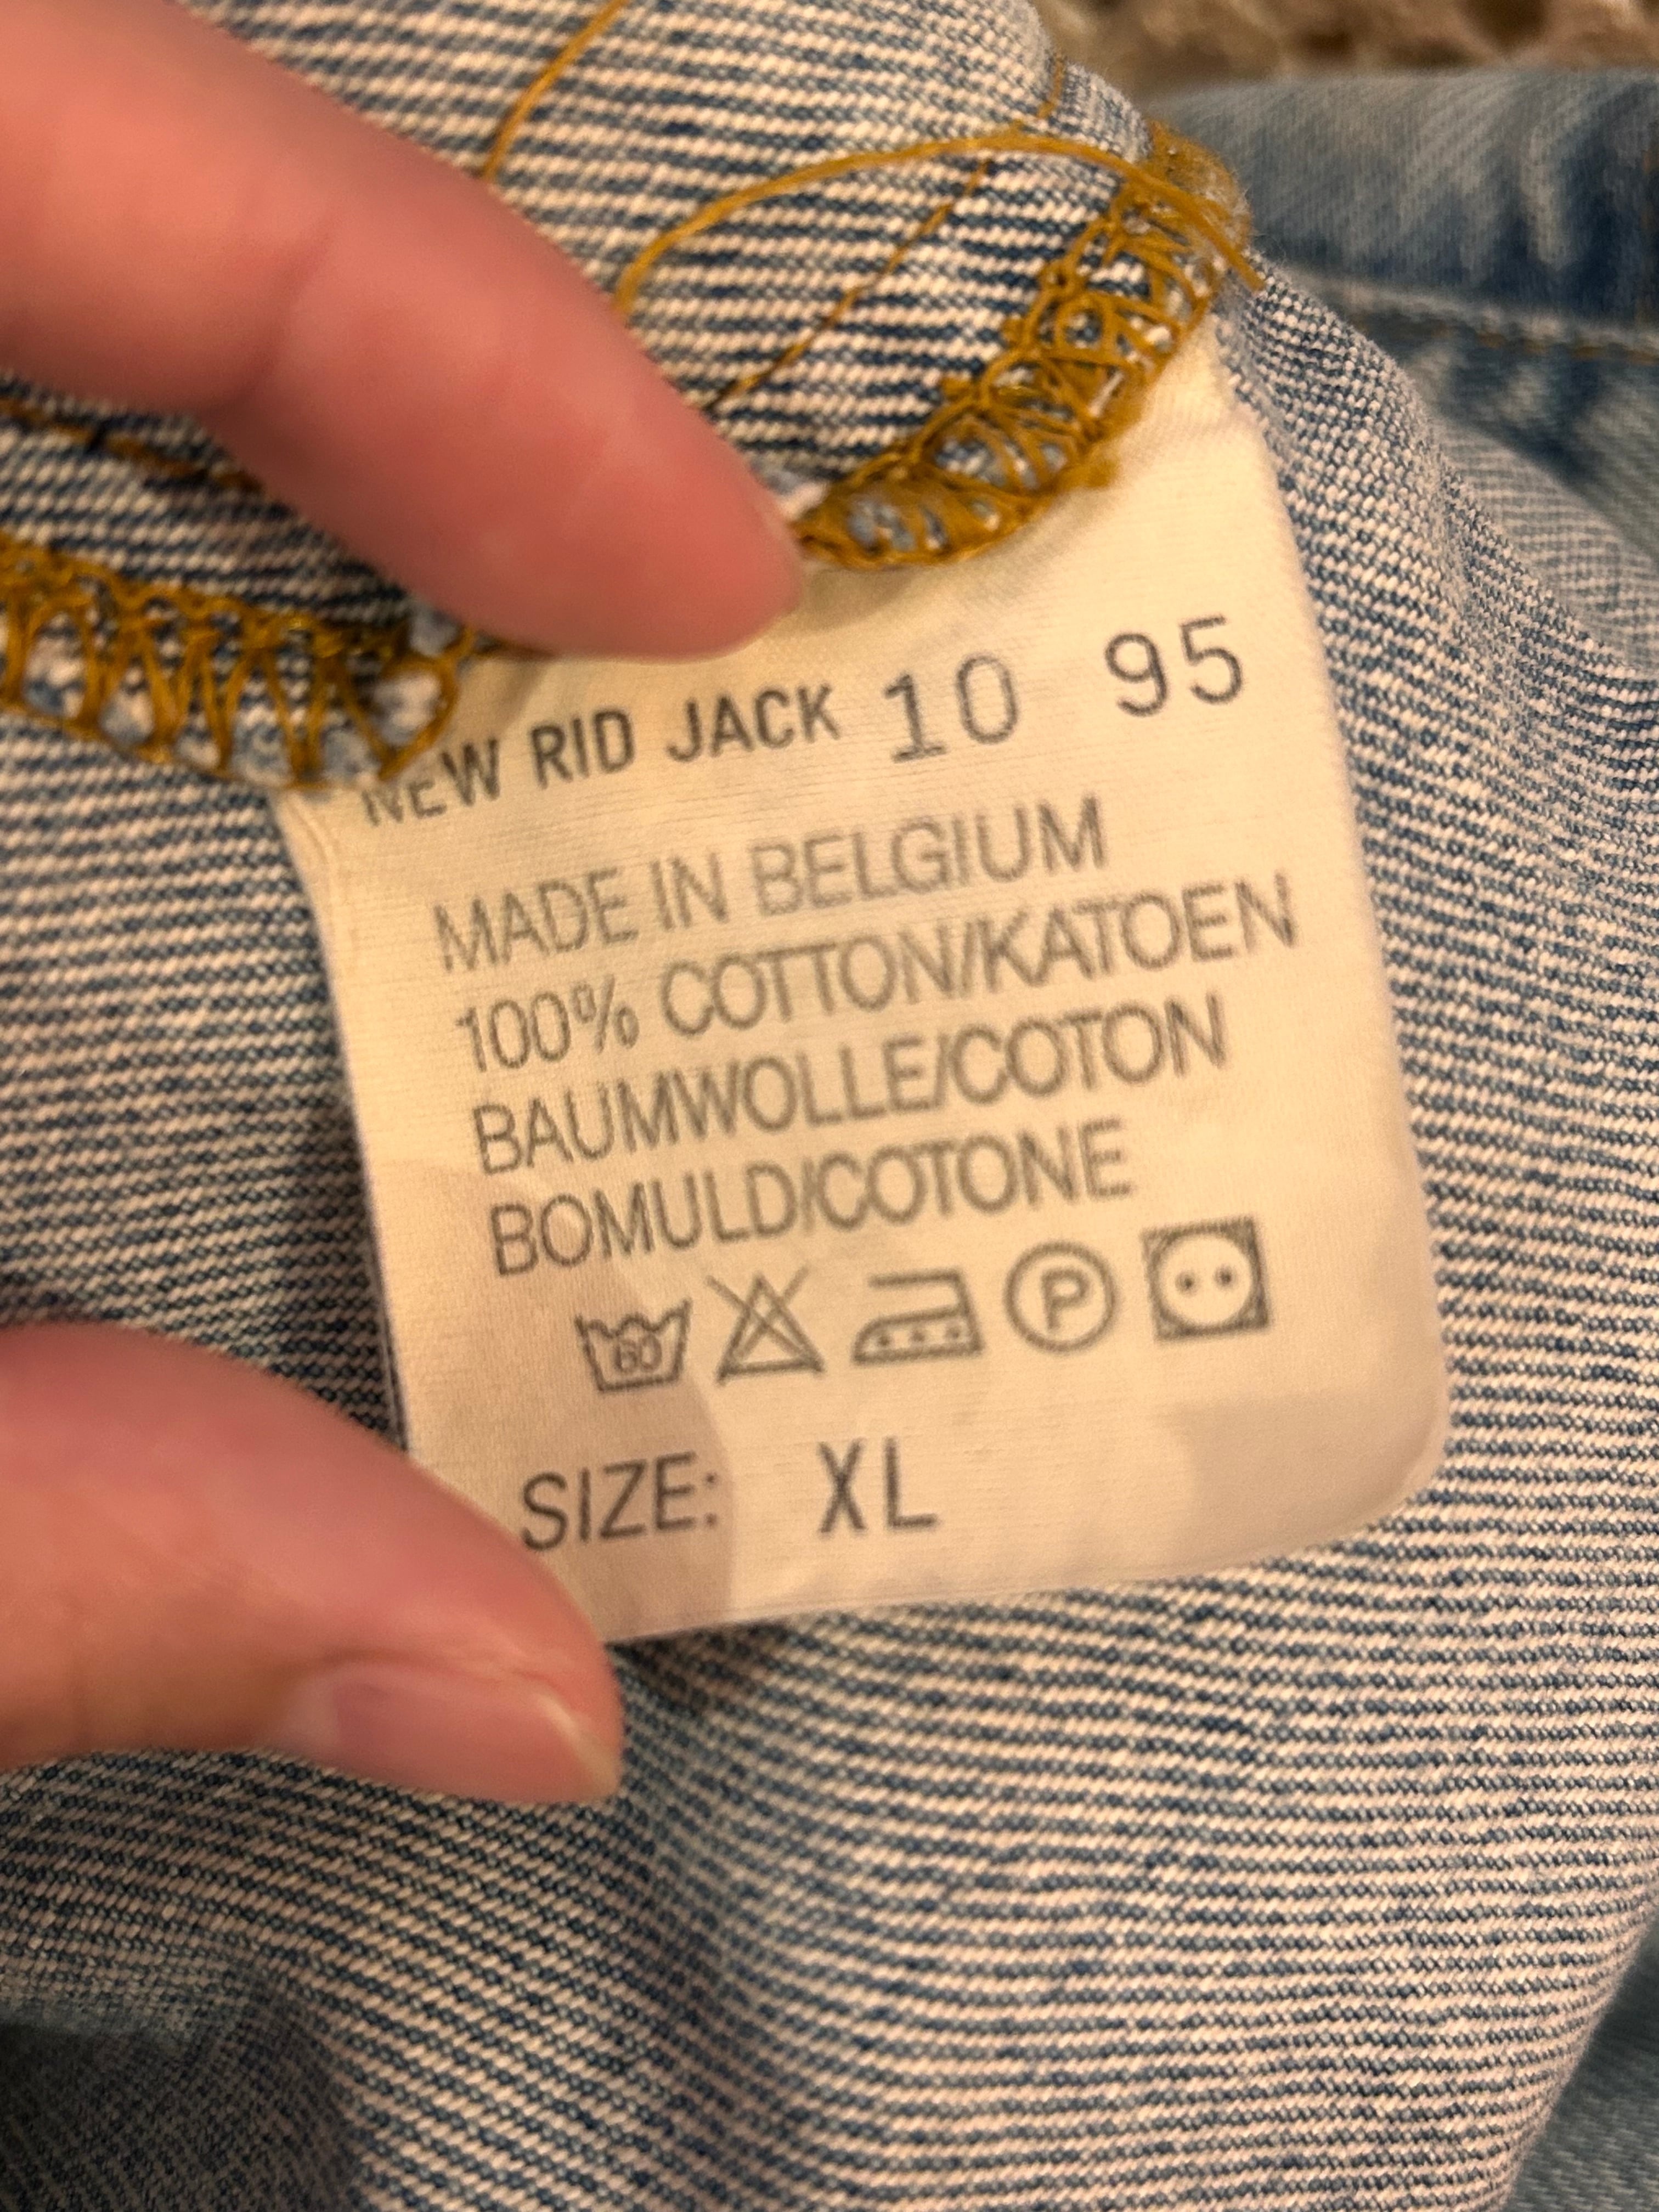 NEW RID JACK 10 95
MADE IN BELGIUM
100% COTTON/KATOEN
BAUMWOLLE/COTON
BOMULD/COTONE
60 P
SIZE: XL